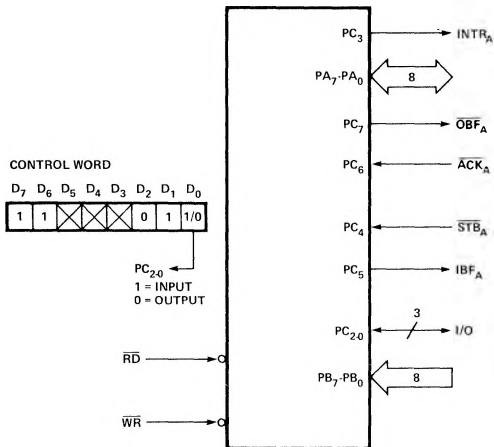 PC3 INTRA
PA7-PA0 8
PC7 OBFA
PC6 ACKA
CONTROL WORD
D7 D6 D5 D4 D3 D2 D1 D0
1 1 0 1 1/0
PC4 STBA
PC2-0
1 = INPUT
0 = OUTPUT
PC5 IBFA
3
PC2-0 I/O
RD
PB7-PB0 8
WR